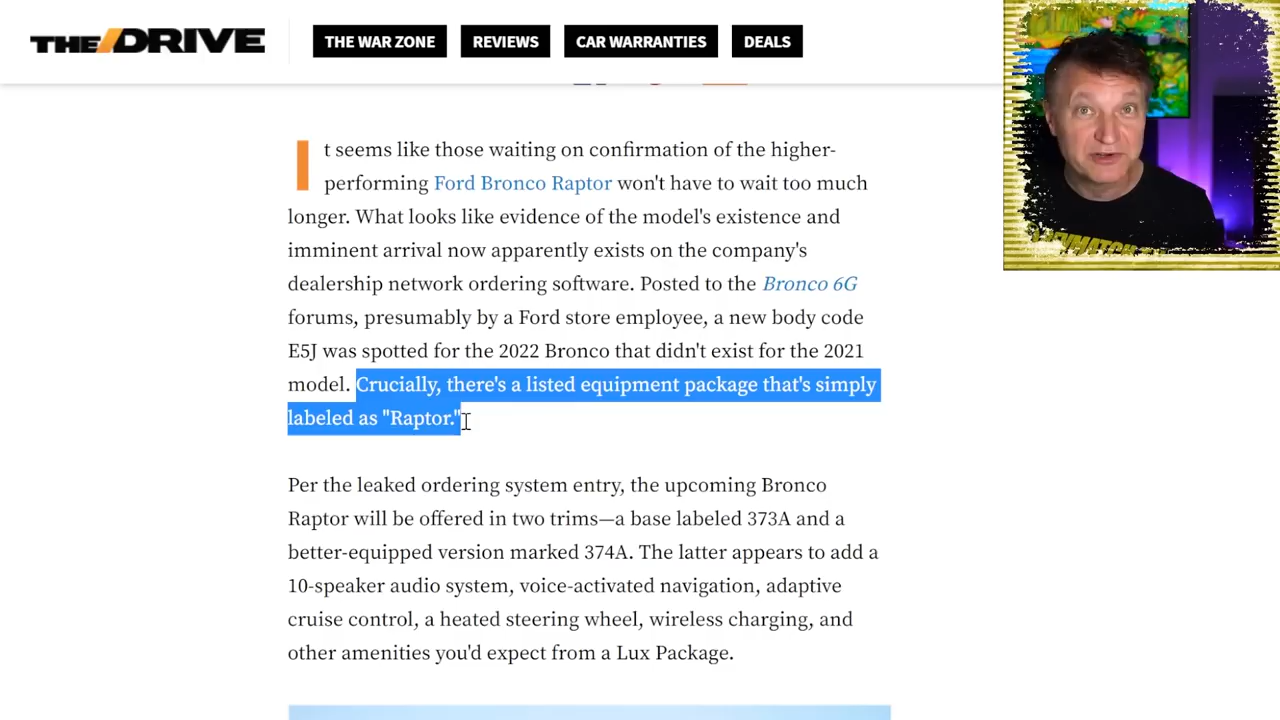 THE/DRIVE
THE WAR ZONE
REVIEWS
CAR WARRANTIES
DEALS
It seems like those waiting on confirmation of the higher-
performing Ford Bronco Raptor won't have to wait too much
longer. What looks like evidence of the model's existence and
imminent arrival now apparently exists on the company's
dealership network ordering software. Posted to the Bronco 6G
forums, presumably by a Ford store employee, a new body code
E5J was spotted for the 2022 Bronco that didn't exist for the 2021
model. Crucially, there's a listed equipment package that's simply
labeled as "Raptor."
Per the leaked ordering system entry, the upcoming Bronco
Raptor will be offered in two trims—a base labeled 373A and a
better-equipped version marked 374A. The latter appears to add a
10-speaker audio system, voice-activated navigation, adaptive
cruise control, a heated steering wheel, wireless charging, and
other amenities you'd expect from a Lux Package.